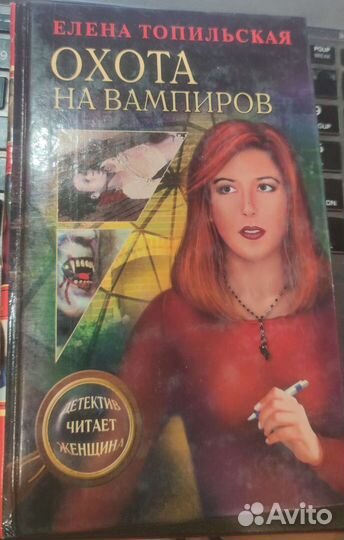 ЕЛЕНА ТОПИЛЬСКАЯ
ОХОТА
НА ВАМПИРОВ
ДЕТЕКТИВ
ЧИТАЕТ
ЖЕНЩИНА
Avito